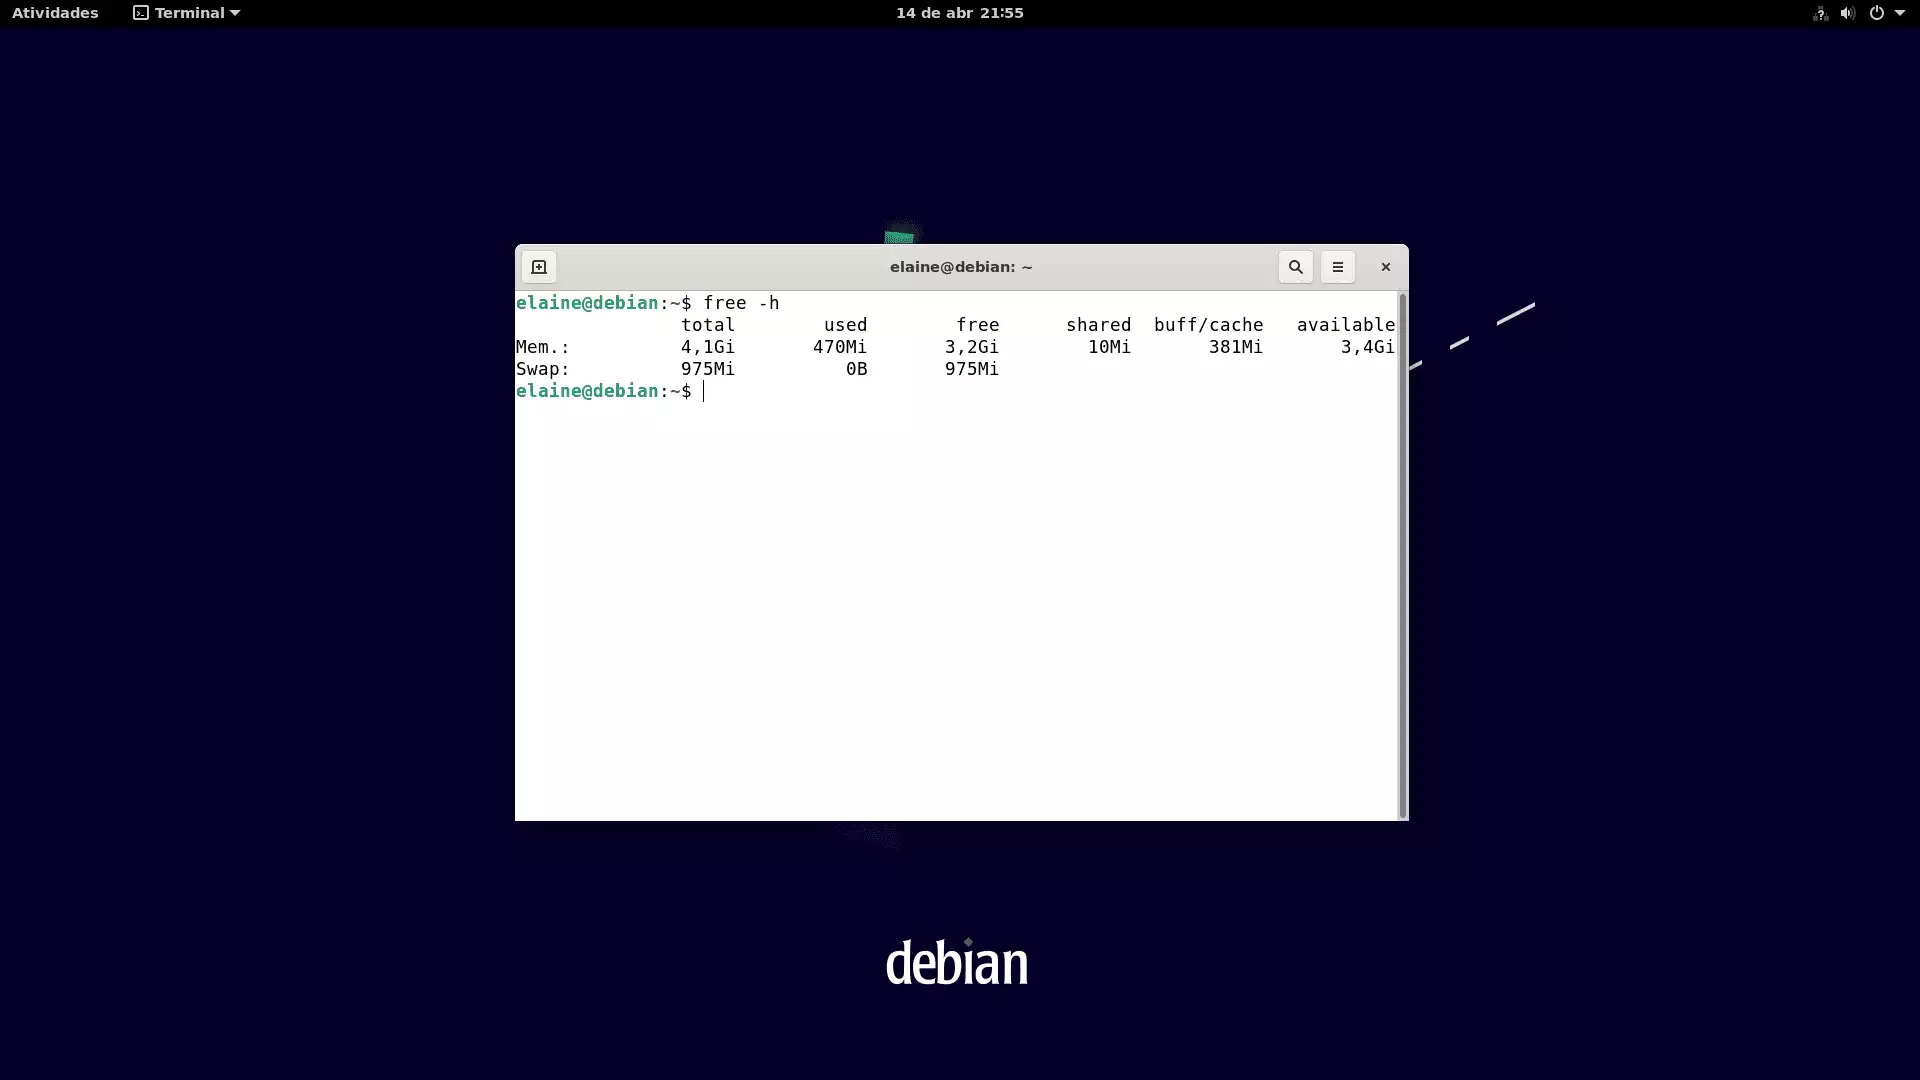 Atividades Terminal 14 de abr 21:55
elaine@debian: ~
elaine@debian:~$ free -h
total used free shared buff/cache available
Mem.: 4,1Gi 470Mi 3,2Gi 10Mi 381Mi 3,4Gi
Swap: 975Mi 0B 975Mi
elaine@debian:~$
debian